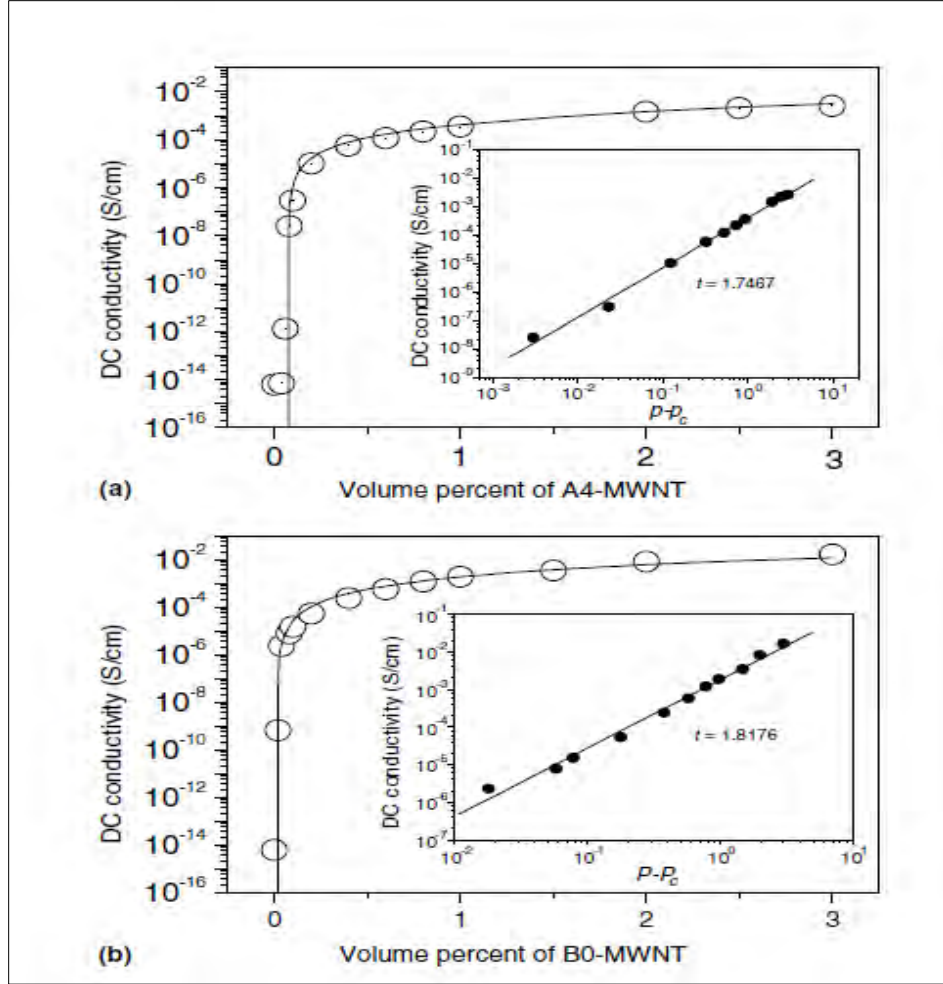 10^-2
10^-4
10^-6
10^-8
10^-10
10^-12
10^-14
10^-16
DC conductivity (S/cm)
10^-1
10^-2
10^-3
10^-4
10^-5
10^-6
10^-7
10^-8
10^-9
DC conductivity (S/cm)
t = 1.7467
10^-3 10^-2 10^-1 10^0 10^1
p-p_c
0 1 2 3
(a) Volume percent of A4-MWNT
10^-2
10^-4
10^-6
10^-8
10^-10
10^-12
10^-14
10^-16
DC conductivity (S/cm)
10^-1
10^-2
10^-3
10^-4
10^-5
10^-6
10^-7
DC conductivity (S/cm)
t = 1.8176
10^-2 10^-1 10^0 10^1
P-P_c
0 1 2 3
(b) Volume percent of B0-MWNT